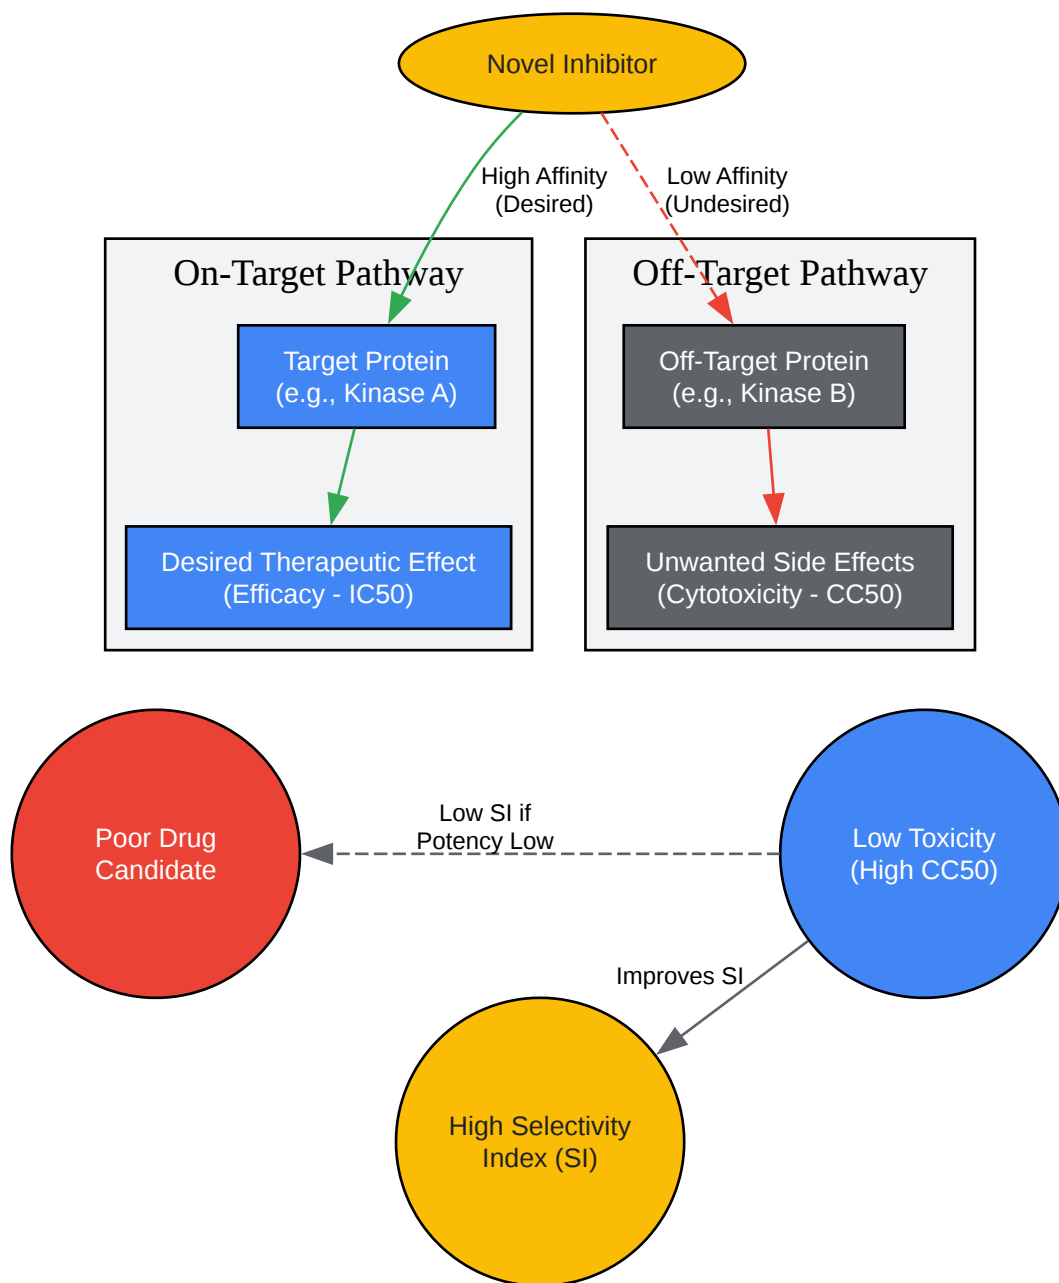 Novel Inhibitor
High Affinity
(Desired)
Low Affinity
(Undesired)
On-Target Pathway
Off-Target Pathway
Target Protein
(e.g., Kinase A)
Off-Target Protein
(e.g., Kinase B)
Desired Therapeutic Effect
(Efficacy - IC50)
Unwanted Side Effects
(Cytotoxicity - CC50)
Poor Drug
Candidate
Low SI if
Potency Low
Low Toxicity
(High CC50)
Improves SI
High Selectivity
Index (SI)